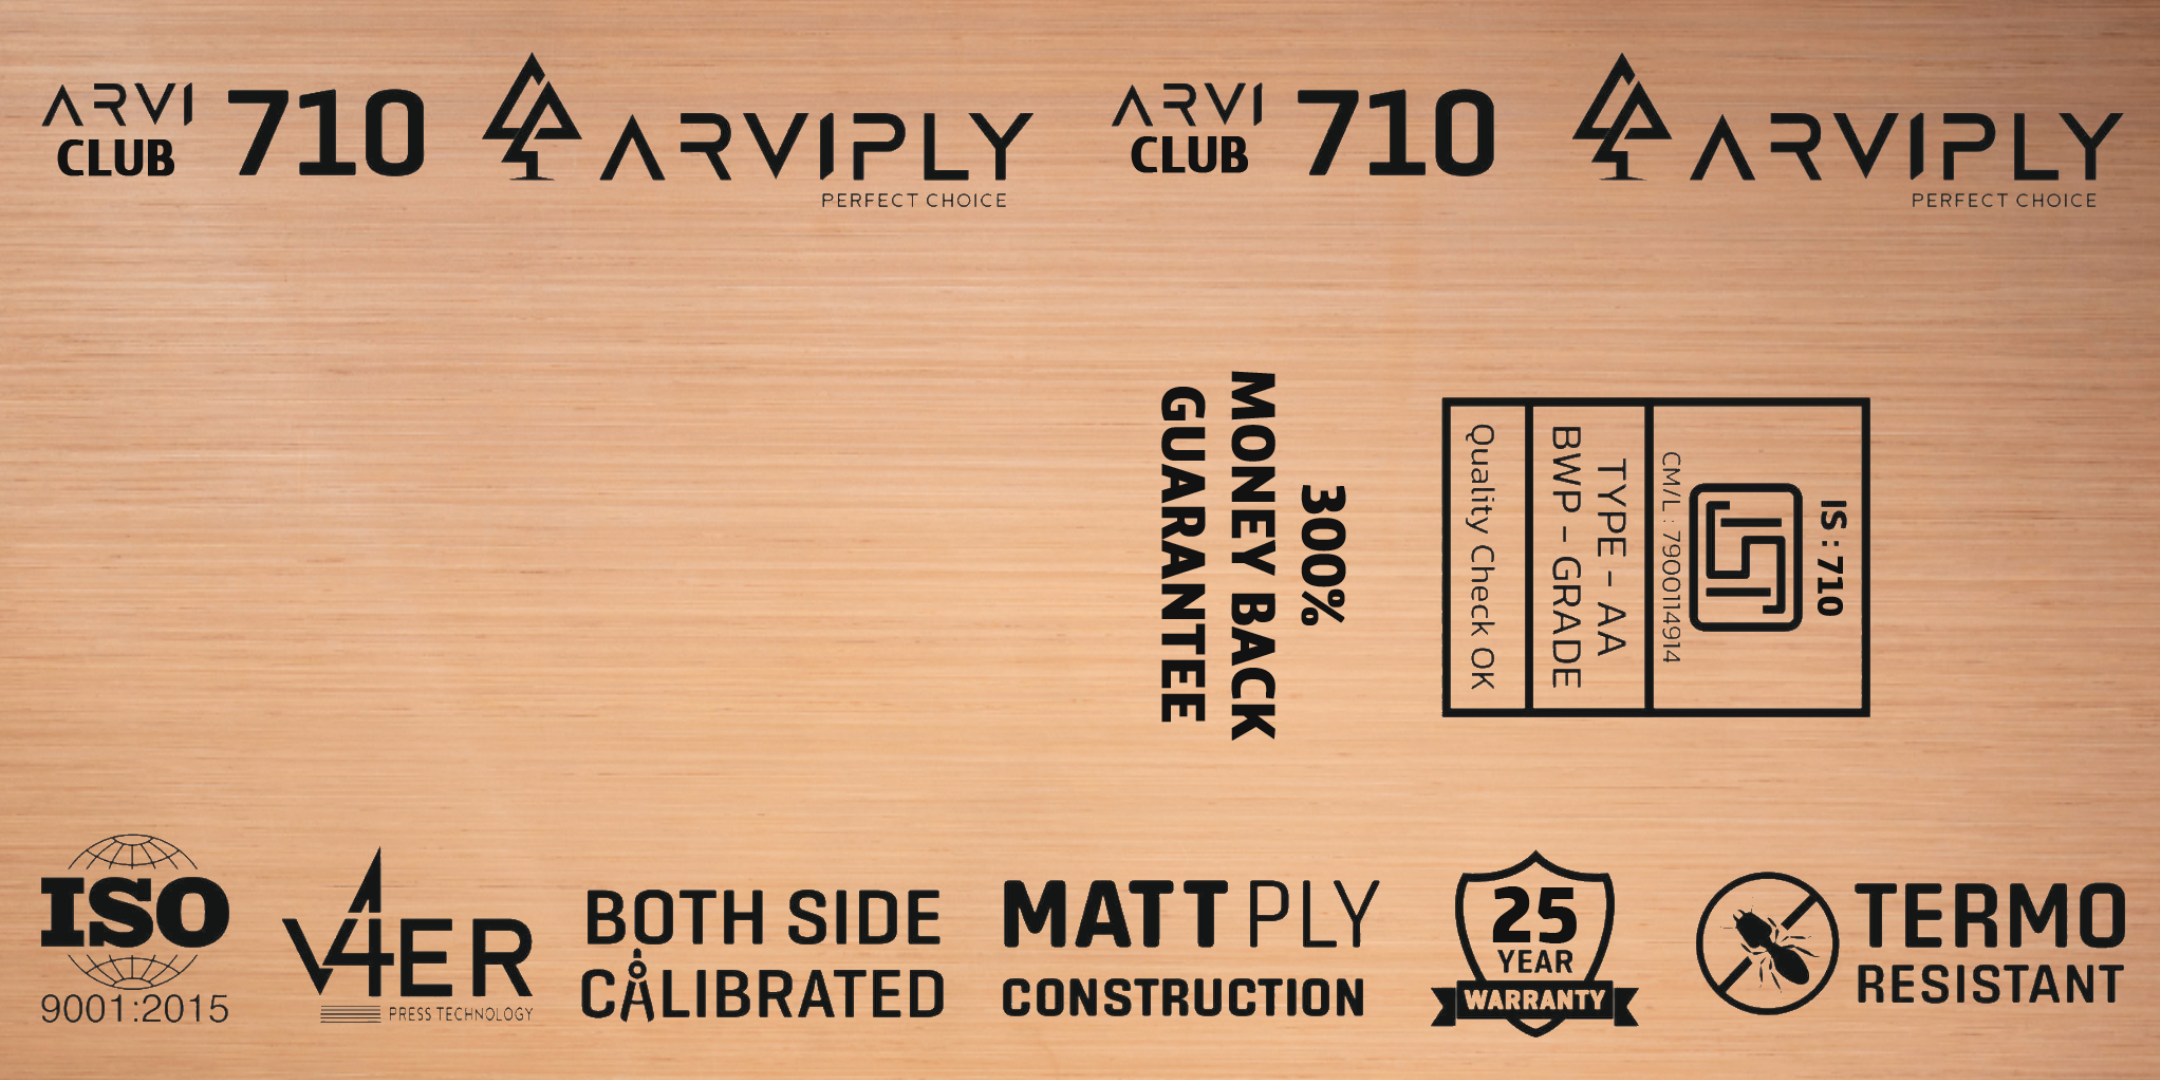 ARVI
CLUB
710
ARVIPLY
PERFECT CHOICE
ARVI
CLUB
710
ARVIPLY
PERFECT CHOICE
300%
MONEY BACK
GUARANTEE
IS : 710
CM/L : 7900114914
TYPE - AA
BWP - GRADE
Quality Check OK
ISO
9001:2015
V4ER
PRESS TECHNOLOGY
BOTH SIDE
CALIBRATED
MATT PLY
CONSTRUCTION
25
YEAR
WARRANTY
TERMO
RESISTANT